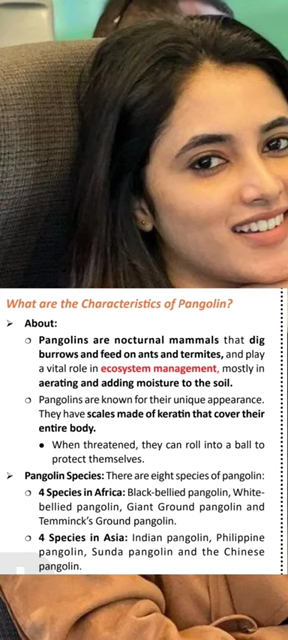 What are the Characteristics of Pangolin?
➢ About:
○ Pangolins are nocturnal mammals that dig
burrows and feed on ants and termites, and play
a vital role in ecosystem management, mostly in
aerating and adding moisture to the soil.
○ Pangolins are known for their unique appearance.
They have scales made of keratin that cover their
entire body.
● When threatened, they can roll into a ball to
protect themselves.
➢ Pangolin Species: There are eight species of pangolin:
○ 4 Species in Africa: Black-bellied pangolin, White-
bellied pangolin, Giant Ground pangolin and
Temminck's Ground pangolin.
○ 4 Species in Asia: Indian pangolin, Philippine
pangolin, Sunda pangolin and the Chinese
pangolin.